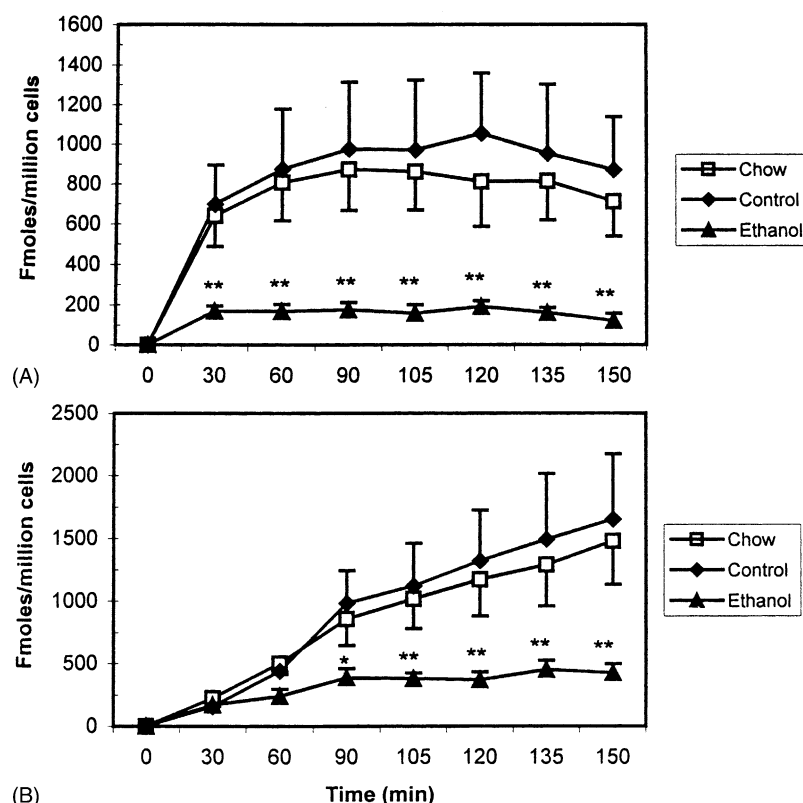 1600
1400
1200
1000
800
600
400
200
0
Fmoles/million cells
** ** ** ** ** ** **
0 30 60 90 105 120 135 150
(A)
Chow
Control
Ethanol
2500
2000
1500
1000
500
0
Fmoles/million cells
* ** ** ** **
0 30 60 90 105 120 135 150
(B)
Time (min)
Chow
Control
Ethanol